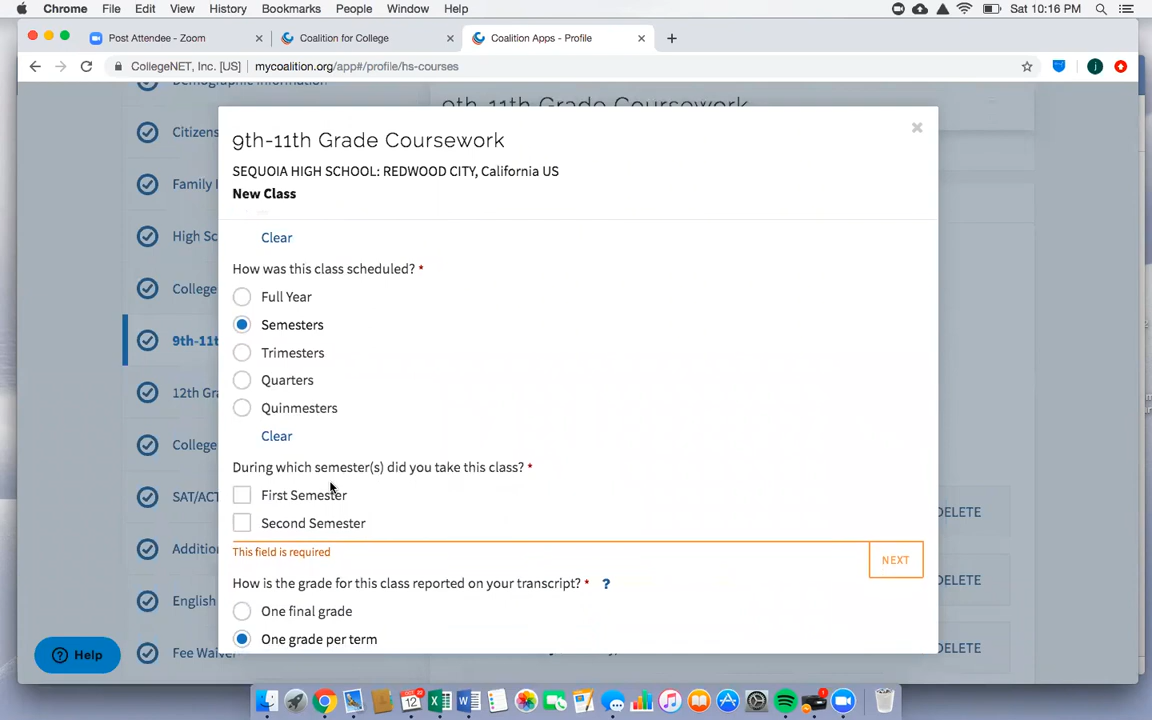 Chrome File Edit View History Bookmarks People Window Help Sat 10:16 PM
Post Attendee - Zoom Coalition for College Coalition Apps - Profile
CollegeNET, Inc. [US] mycoalition.org/app#/profile/hs-courses
Demographic Information
9th-11th Grade Coursework
Citizens
Family I
High Sc
College
9th-11t
12th Gra
College
SAT/ACT
Additio
English
Fee Waiver
Help
9th-11th Grade Coursework
SEQUOIA HIGH SCHOOL: REDWOOD CITY, California US
New Class
Clear
How was this class scheduled? *
Full Year
Semesters
Trimesters
Quarters
Quinmesters
Clear
During which semester(s) did you take this class? *
First Semester
Second Semester
This field is required
NEXT
How is the grade for this class reported on your transcript? * ?
One final grade
One grade per term
DELETE
DELETE
DELETE